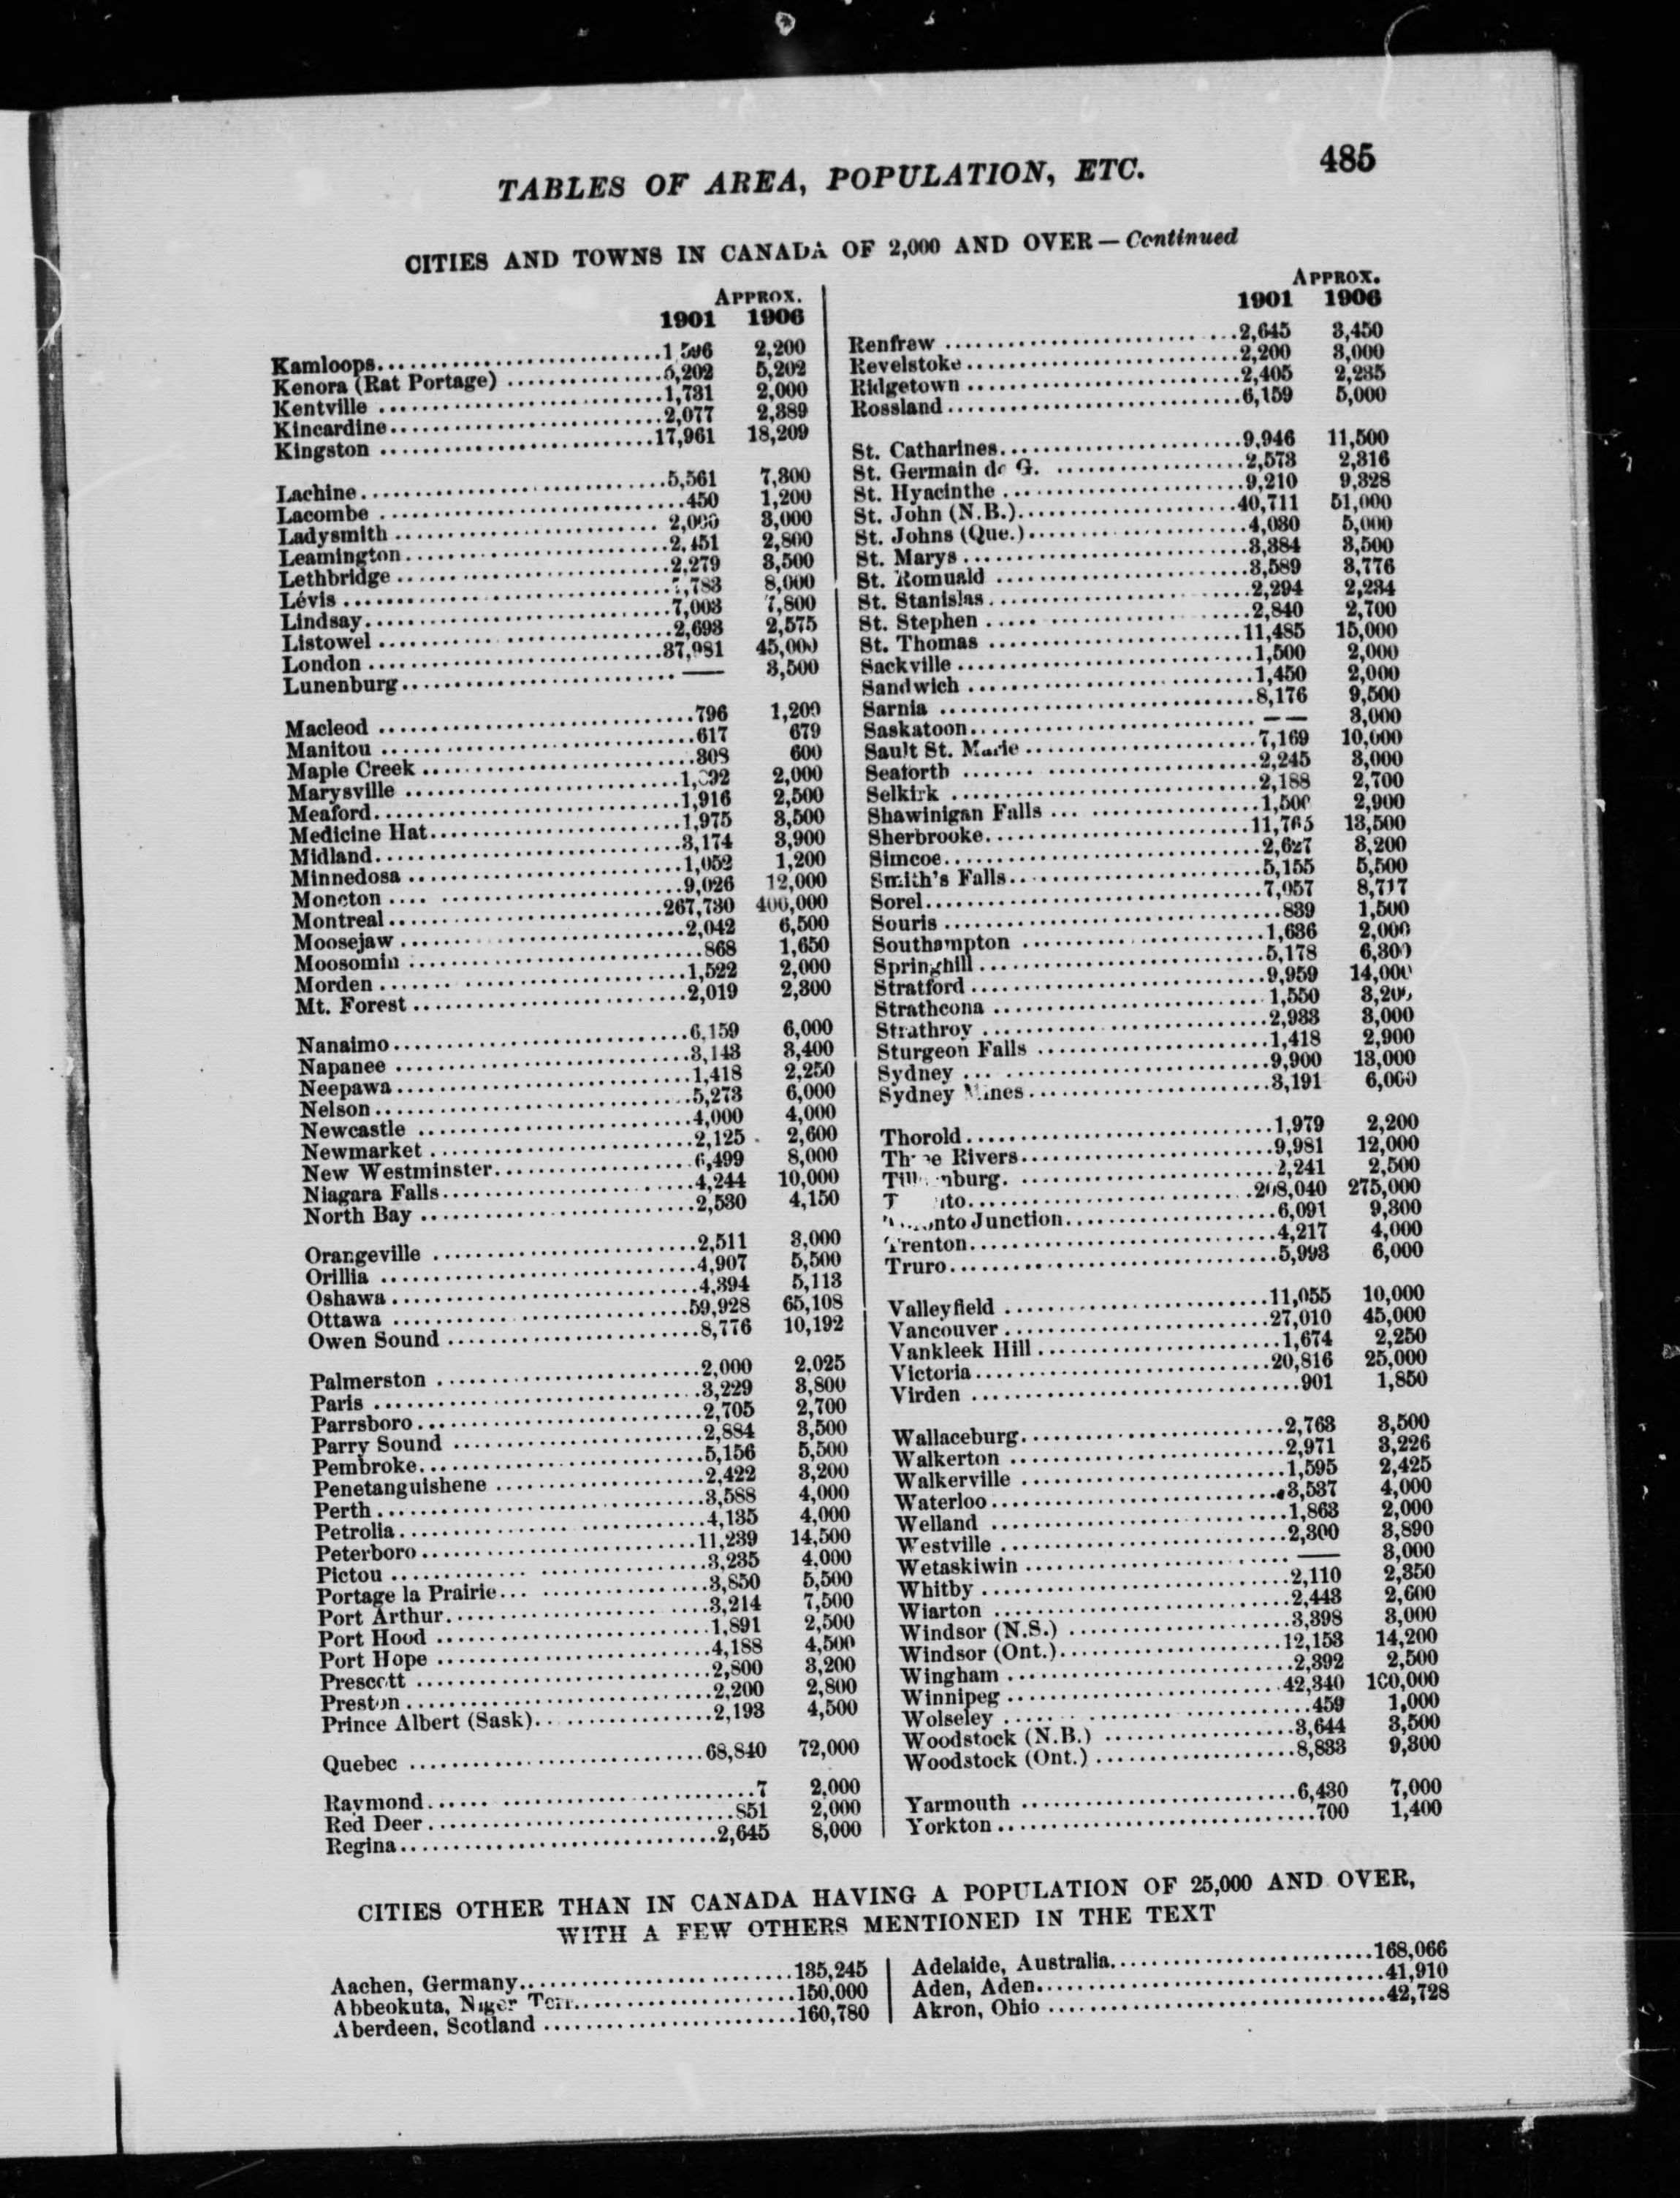 TABLES OF AREA, POPULATION, ETC. 485
CITIES AND TOWNS IN CANADA OF 2,000 AND OVER — Continued
APPROX.
1901 1906
Kamloops 1,596 2,200
Kenora (Rat Portage) 5,202 5,202
Kentville 1,731 2,000
Kincardine 2,077 2,389
Kingston 17,961 18,209
Lachine 5,561 7,300
Lacombe 450 1,200
Ladysmith 3,000
Leamington 2,451 2,800
Lethbridge 2,279 3,500
Lévis 8,000
Lindsay 7,003 7,800
Listowel 2,693 2,575
London 37,981 45,000
Lunenburg — 3,500
Macleod 796 1,200
Manitou 617 679
Maple Creek 308 600
Marysville 2,000
Meaford 1,916 2,500
Medicine Hat 1,975 3,500
Midland 3,174 3,900
Minnedosa 1,052 1,200
Moncton 9,026 12,000
Montreal 267,730 400,000
Moosejaw 2,042 6,500
Moosomin 868 1,650
Morden 1,522 2,000
Mt. Forest 2,019 2,300
Nanaimo 6,159 6,000
Napanee 3,143 3,400
Neepawa 1,418 2,250
Nelson 5,273 6,000
Newcastle 4,000 4,000
Newmarket 2,125 2,600
New Westminster 6,499 8,000
Niagara Falls 4,244 10,000
North Bay 2,530 4,150
Orangeville 2,511 3,000
Orillia 4,907 5,500
Oshawa 4,394 5,113
Ottawa 59,928 65,108
Owen Sound 8,776 10,192
Palmerston 2,000 2.025
Paris 3,229 3,800
Parrsboro 2,705 2,700
Parry Sound 2,884 3,500
Pembroke 5,156 5,500
Penetanguishene 2,422 3,200
Perth 3,588 4,000
Petrolia 4,135 4,000
Peterboro 11,239 14,500
Pictou 3,235 4.000
Portage la Prairie 3,850 5,500
Port Arthur 3,214 7,500
Port Hood 1,891 2,500
Port Hope 4,188 4,500
Prescott 2,800 3,200
Preston 2,200 2,800
Prince Albert (Sask) 2,193 4,500
Quebec 68,840 72,000
Raymond 7 2,000
Red Deer 851 2,000
Regina 2,645 8,000
APPROX.
1901 1906
Renfrew 2,645 3,450
Revelstoke 2,200 3,000
Ridgetown 2,405 2,235
Rossland 6,159 5,000
St. Catharines 9,946 11,500
St. Germain de G. 2,573 2,316
St. Hyacinthe 9,210 9,328
St. John (N.B.) 40,711 51,000
St. Johns (Que.) 4,030 5,000
St. Marys 3,384 3,500
St. Romuald 3,589 3,776
St. Stanislas 2,294 2,234
St. Stephen 2,840 2,700
St. Thomas 11,485 15,000
Sackville 1,500 2,000
Sandwich 1,450 2,000
Sarnia 8,176 9,500
Saskatoon — — 3,000
Sault St. Marie 7,169 10,000
Seaforth 2,245 3,000
Selkirk 2,188 2,700
Shawinigan Falls 1,500 2,900
Sherbrooke 11,765 13,500
Simcoe 2,627 3,200
Smith's Falls 5,155 5,500
Sorel 7,057 8,717
Souris 839 1,500
Southampton 1,636 2,000
Springhill 5,178 6,300
Stratford 9,959 14,000
Strathcona 1,550 3,200
Strathroy 2,933 3,000
Sturgeon Falls 1,418 2,900
Sydney 9,900 13,000
Sydney Mines 3,191 6,000
Thorold 1,979 2,200
Three Rivers 9,981 12,000
2,241 2,500
208,040 275,000
Junction 6,091 9,300
Trenton 4,217 4,000
Truro 5,993 6,000
Valleyfield 11,055 10,000
Vancouver 27,010 45,000
Vankleek Hill 1,674 2,250
Victoria 20,816 25,000
Virden 901 1,850
Wallaceburg 2,763 3,500
Walkerton 2,971 3,226
Walkerville 1,595 2,425
Waterloo 3,537 4,000
Welland 1,863 2,000
Westville 2,300 3,890
Wetaskiwin — 3,000
Whitby 2,110 2,350
Wiarton 2,443 2,600
Windsor (N.S.) 3,398 3,000
Windsor (Ont.) 12,153 14,200
Wingham 2,392 2,500
Winnipeg 42,340 100,000
Wolseley 459 1,000
Woodstock (N.B.) 3,644 3,500
Woodstock (Ont.) 8,833 9,300
Yarmouth 6,430 7,000
Yorkton 700 1,400
CITIES OTHER THAN IN CANADA HAVING A POPULATION OF 25,000 AND OVER,
WITH A FEW OTHERS MENTIONED IN THE TEXT
Aachen, Germany 135,245
Abbeokuta, Niger Terr. 150,000
Aberdeen, Scotland 160,780
Adelaide, Australia 168,066
Aden, Aden 41,910
Akron, Ohio 42,728